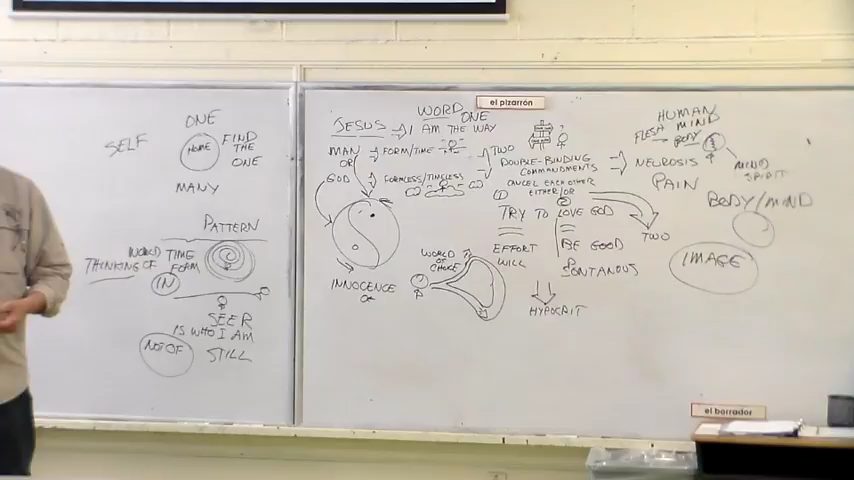 ONE
SELF
HOME
FIND
THE
ONE
MANY
PATTERN
WORLD TIME
THINKING OF FORM
IN
SEER
IS WHO I AM
NOT OF
STILL
el pizarrón
WORD
ONE
JESUS I AM THE WAY
MAN FORM/TIME
OR
GOD FORMLESS/TIMELESS
TWO
DOUBLE-BINDING
COMMANDMENTS
CANCEL EACH OTHER
EITHER/OR
TRY TO LOVE GOD
EFFORT
WILL
BE GOOD
SPONTANOUS
TWO
HYPOCRIT
INNOCENCE
OR
WORLD
OF
CHOICE
HUMAN
MIND
FLESH BODY
NEUROSIS
MIND
SPIRIT
PAIN
BODY/MIND
IMAGE
el borrador